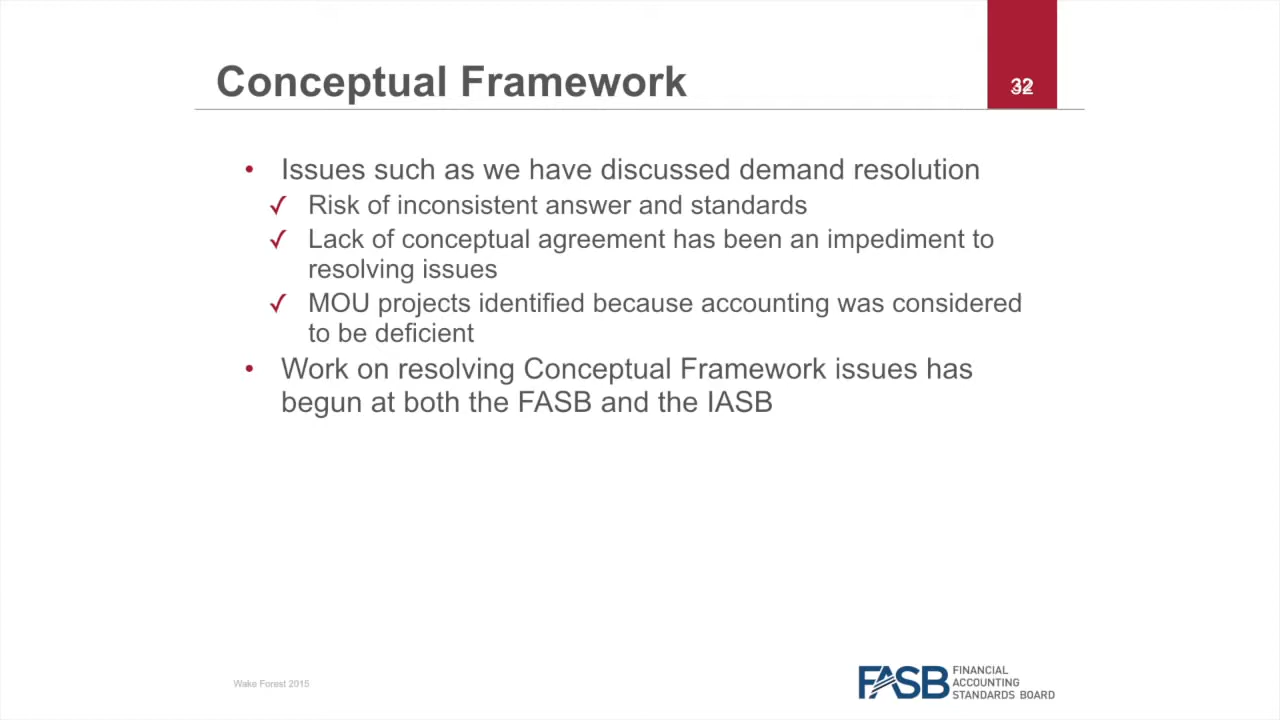 Conceptual Framework
32
• Issues such as we have discussed demand resolution
✓ Risk of inconsistent answer and standards
✓ Lack of conceptual agreement has been an impediment to
resolving issues
✓ MOU projects identified because accounting was considered
to be deficient
• Work on resolving Conceptual Framework issues has
begun at both the FASB and the IASB
Wake Forest 2015
FASB
FINANCIAL
ACCOUNTING
STANDARDS BOARD